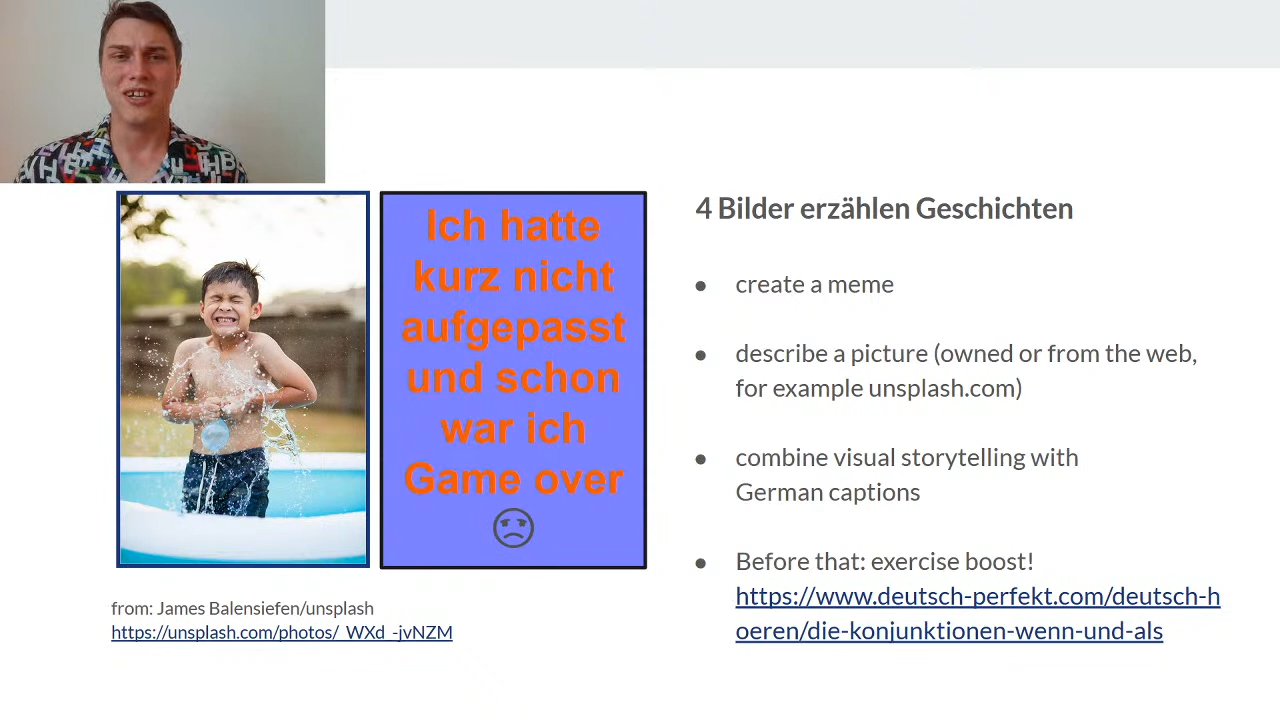 Ich hatte
kurz nicht
aufgepasst
und schon
war ich
Game over
from: James Balensiefen/unsplash
https://unsplash.com/photos/_WXd_-jvNZM
4 Bilder erzählen Geschichten
● create a meme
● describe a picture (owned or from the web,
for example unsplash.com)
● combine visual storytelling with
German captions
● Before that: exercise boost!
https://www.deutsch-perfekt.com/deutsch-h
oeren/die-konjunktionen-wenn-und-als